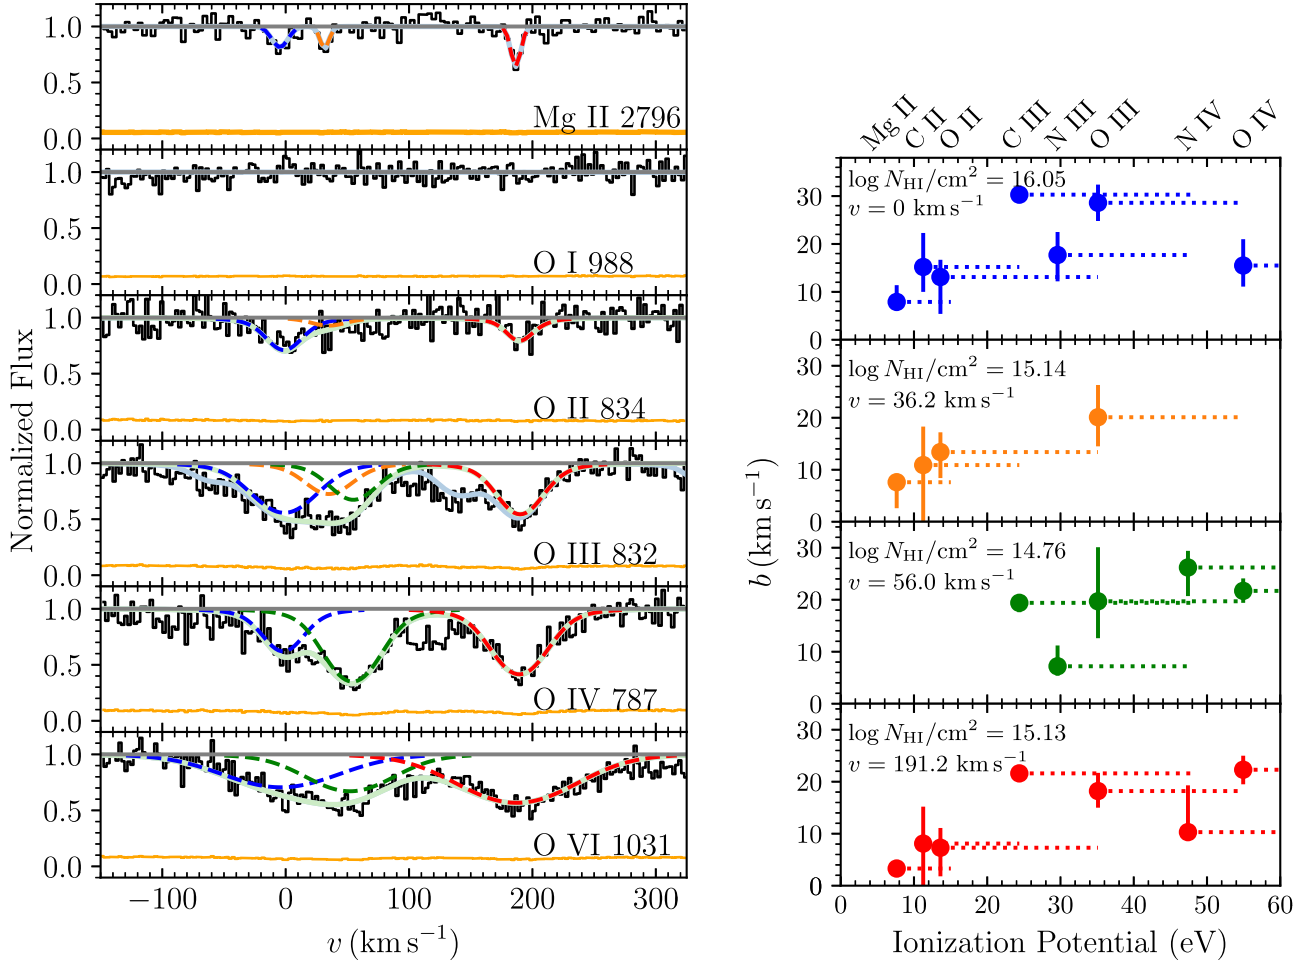 Normalized Flux
1.0
0.5
0.0
Mg II 2796
1.0
0.5
0.0
O I 988
1.0
0.5
0.0
O II 834
1.0
0.5
0.0
O III 832
1.0
0.5
0.0
O IV 787
1.0
0.5
0.0
O VI 1031
−100 0 100 200 300
v (km s⁻¹)
Mg II C II O II C III N III O III N IV O IV
b (km s⁻¹)
log N_HI/cm² = 16.05
v = 0 km s⁻¹
30
20
10
0
log N_HI/cm² = 15.14
v = 36.2 km s⁻¹
30
20
10
0
log N_HI/cm² = 14.76
v = 56.0 km s⁻¹
30
20
10
0
log N_HI/cm² = 15.13
v = 191.2 km s⁻¹
30
20
10
0
0 10 20 30 40 50 60
Ionization Potential (eV)